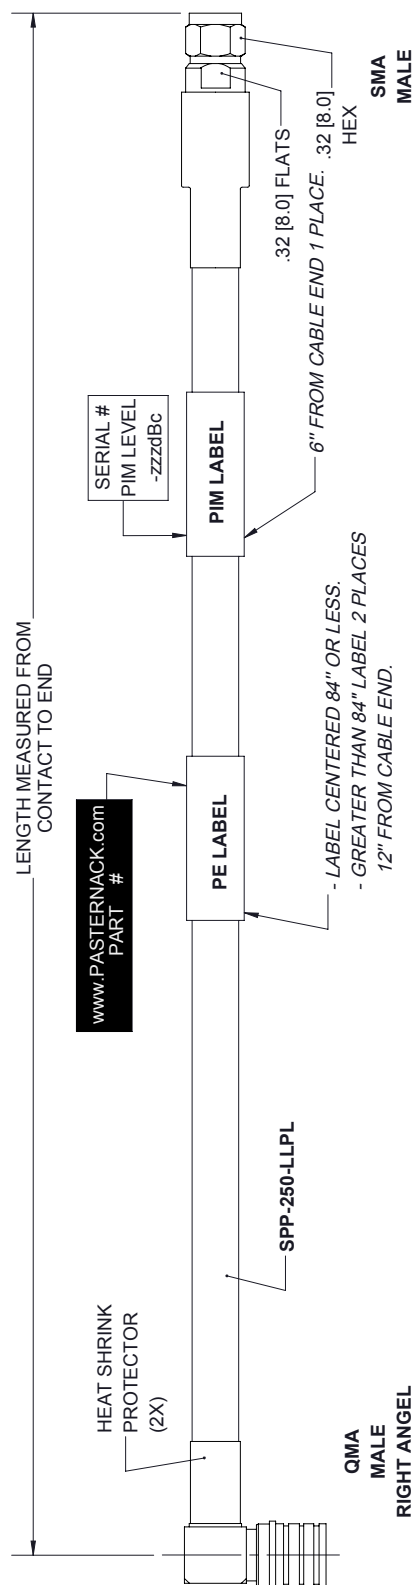 LENGTH MEASURED FROM
CONTACT TO END
HEAT SHRINK
PROTECTOR
(2X)
www.PASTERNACK.com
PART #
SERIAL #
PIM LEVEL
-zzzdBc
PE LABEL
PIM LABEL
SPP-250-LLPL
- LABEL CENTERED 84" OR LESS.
- GREATER THAN 84" LABEL 2 PLACES
12" FROM CABLE END.
6" FROM CABLE END 1 PLACE.
.32 [8.0] FLATS
.32 [8.0]
HEX
QMA
MALE
RIGHT ANGEL
SMA
MALE